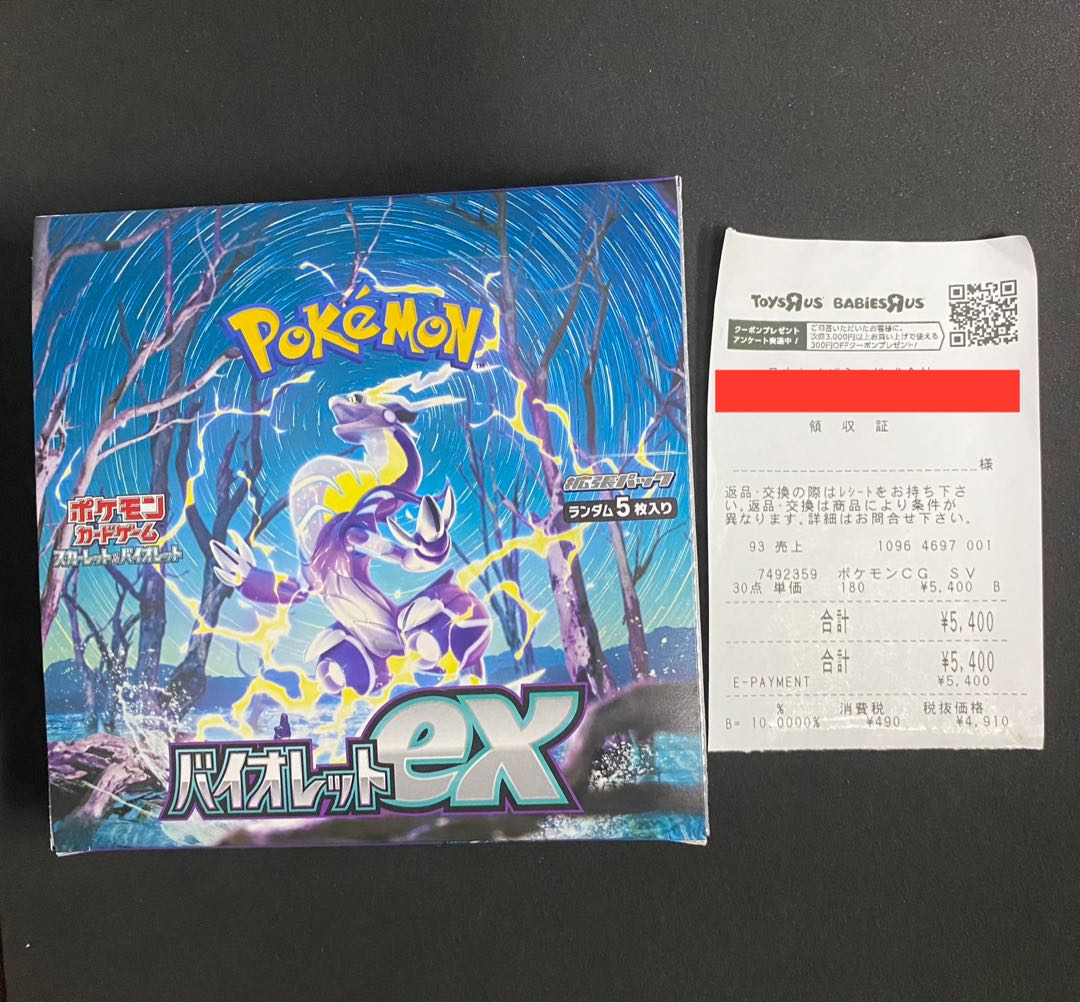 POKéMON
TM
ポケモン
カードゲーム
スカーレット&バイオレット
拡張パック
ランダム5枚入り
バイオレットex
TOYSЯUS BABIESЯUS
クーポンプレゼント
アンケート実施中!
ご回答いただいたお客様に、
次回3,000円以上お買い上げで使える
300円OFFクーポンプレゼント!
領 収 証
様
返品・交換の際はレシートをお持ち下さ
い。返品・交換は商品により条件が
異なります。詳細はお問合せ下さい。
93 売上 1096 4697 001
7492359 ポケモンCG SV
30点 単価 180 ¥5,400 B
合計 ¥5,400
合計 ¥5,400
E-PAYMENT ¥5,400
% 消費税 税抜価格
B= 10.0000% ¥490 ¥4,910